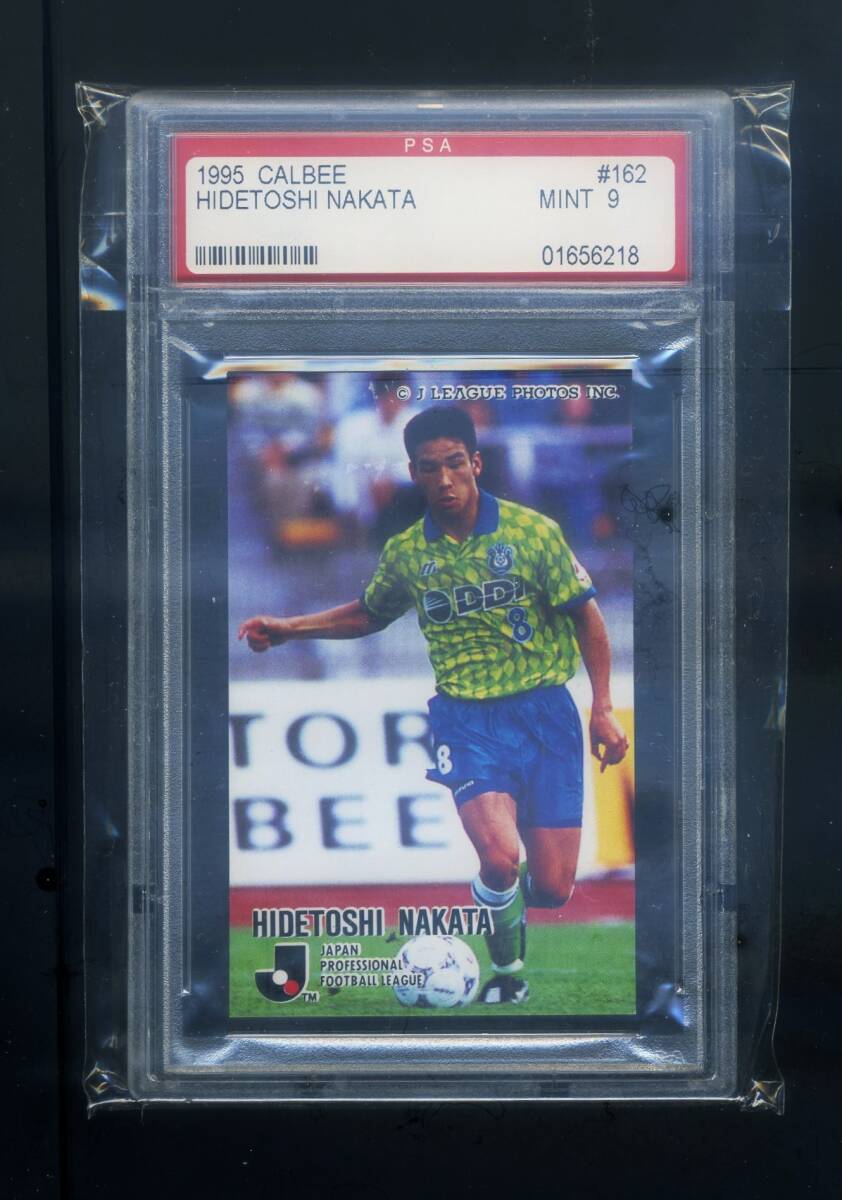 PSA
1995 CALBEE #162
HIDETOSHI NAKATA MINT 9
01656218
© J LEAGUE PHOTOS INC.
DDI
8
TOR
8
BEE
HIDETOSHI NAKATA
JAPAN
PROFESSIONAL
FOOTBALL LEAGUE
TM